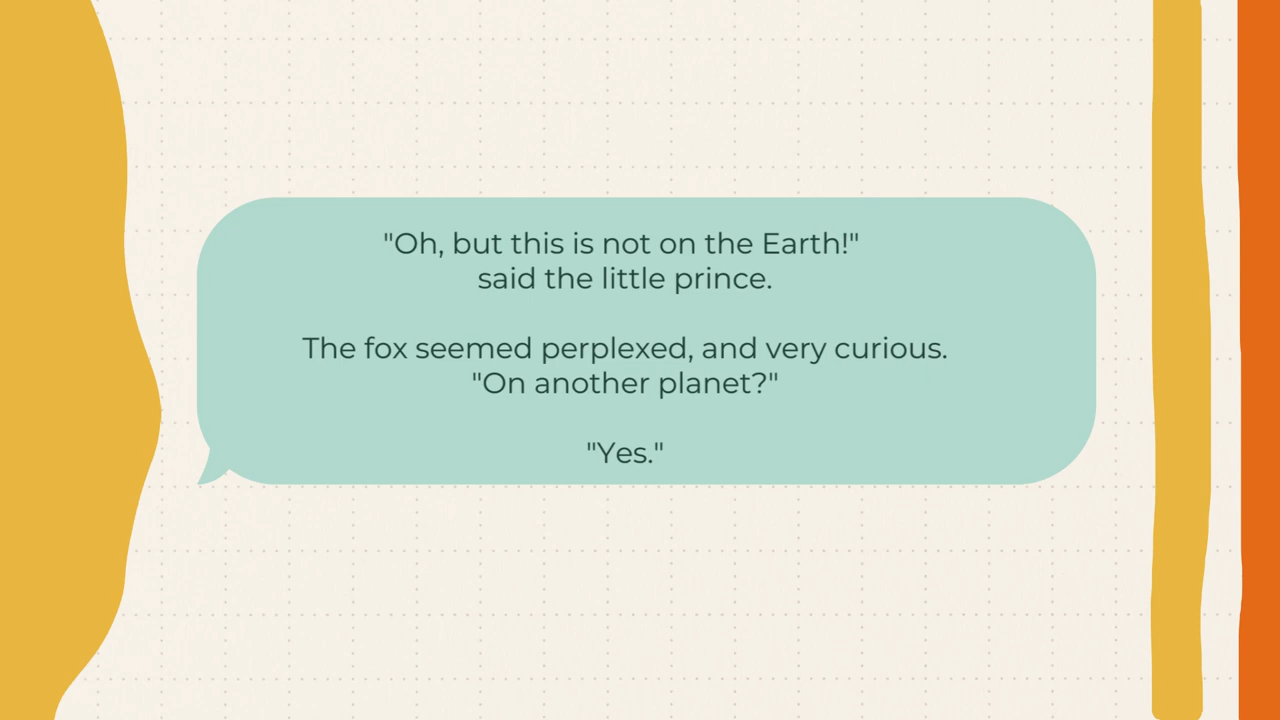 "Oh, but this is not on the Earth!"
said the little prince.
The fox seemed perplexed, and very curious.
"On another planet?"
"Yes."